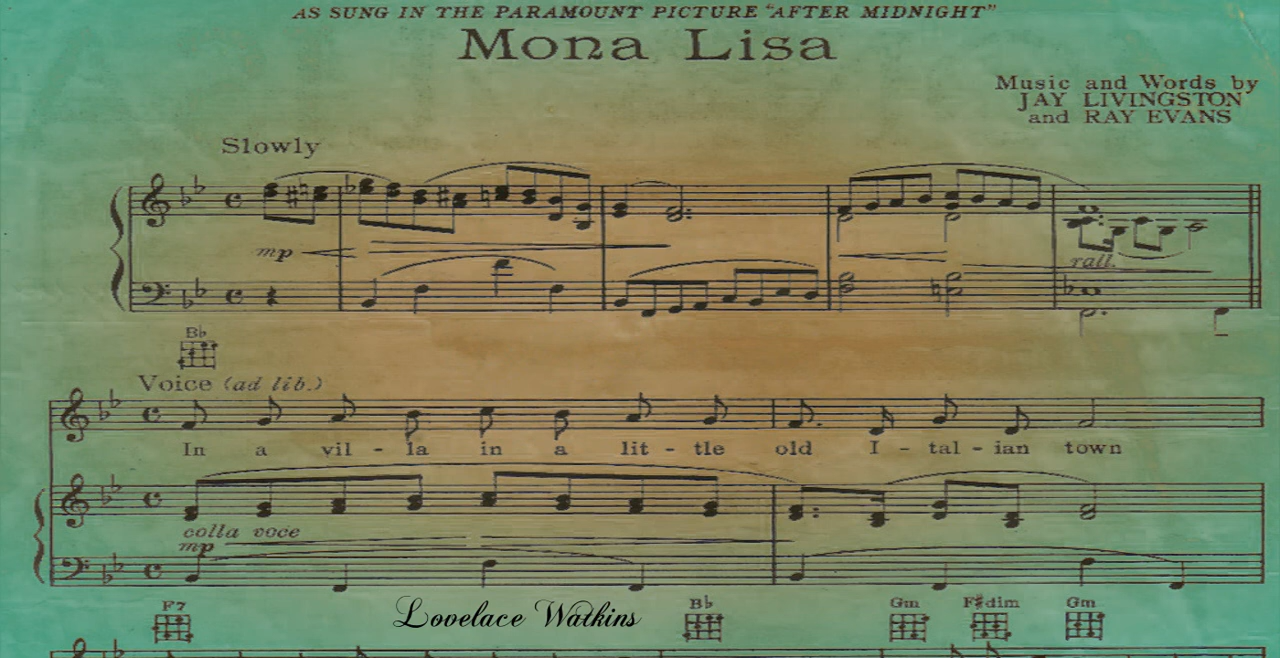 AS SUNG IN THE PARAMOUNT PICTURE "AFTER MIDNIGHT"
Mona Lisa
Music and Words by
JAY LIVINGSTON
and RAY EVANS
Slowly
mp
rall.
B♭
Voice (ad lib.)
In a vil - la in a lit - tle old I - tal - ian town
colla voce
mp
F7 B♭ Gm F#dim Gm
Lovelace Watkins